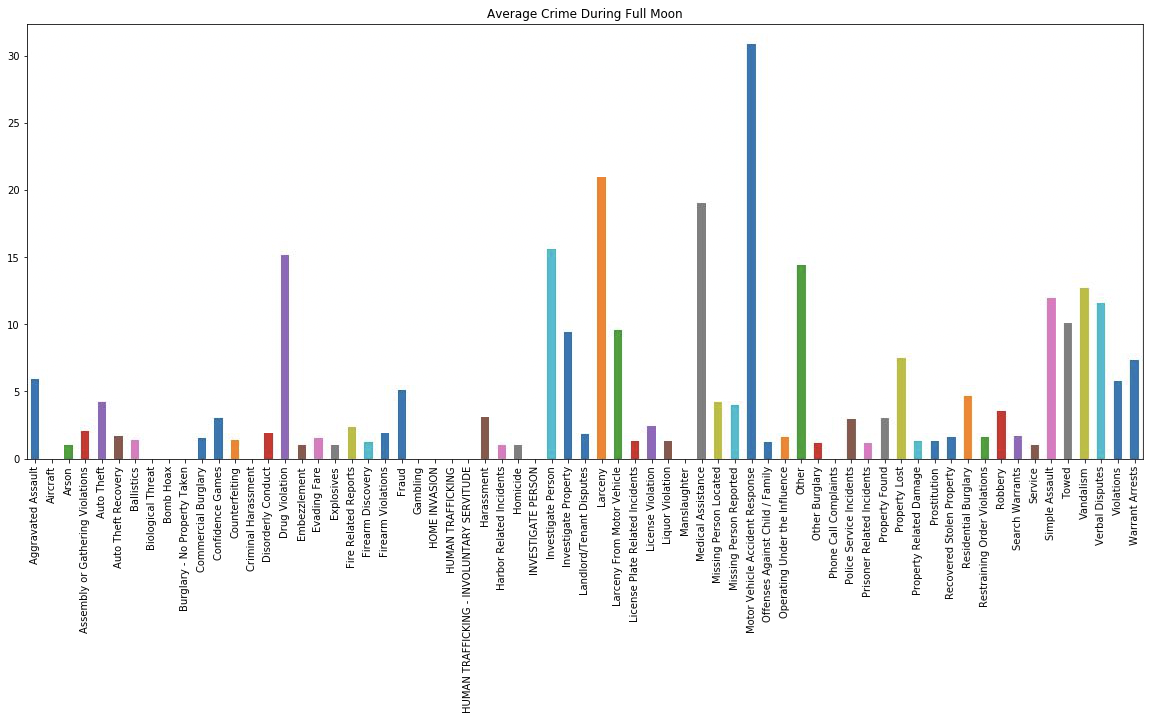 Average Crime During Full Moon
30
25
20
15
10
5
0
Aggravated Assault
Aircraft
Arson
Assembly or Gathering Violations
Auto Theft
Auto Theft Recovery
Ballistics
Biological Threat
Bomb Hoax
Burglary - No Property Taken
Commercial Burglary
Confidence Games
Counterfeiting
Criminal Harassment
Disorderly Conduct
Drug Violation
Embezzlement
Evading Fare
Explosives
Fire Related Reports
Firearm Discovery
Firearm Violations
Fraud
Gambling
HOME INVASION
HUMAN TRAFFICKING
HUMAN TRAFFICKING - INVOLUNTARY SERVITUDE
Harassment
Harbor Related Incidents
Homicide
INVESTIGATE PERSON
Investigate Person
Investigate Property
Landlord/Tenant Disputes
Larceny
Larceny From Motor Vehicle
License Plate Related Incidents
License Violation
Liquor Violation
Manslaughter
Medical Assistance
Missing Person Located
Missing Person Reported
Motor Vehicle Accident Response
Offenses Against Child / Family
Operating Under the Influence
Other
Other Burglary
Phone Call Complaints
Police Service Incidents
Prisoner Related Incidents
Property Found
Property Lost
Property Related Damage
Prostitution
Recovered Stolen Property
Residential Burglary
Restraining Order Violations
Robbery
Search Warrants
Service
Simple Assault
Towed
Vandalism
Verbal Disputes
Violations
Warrant Arrests